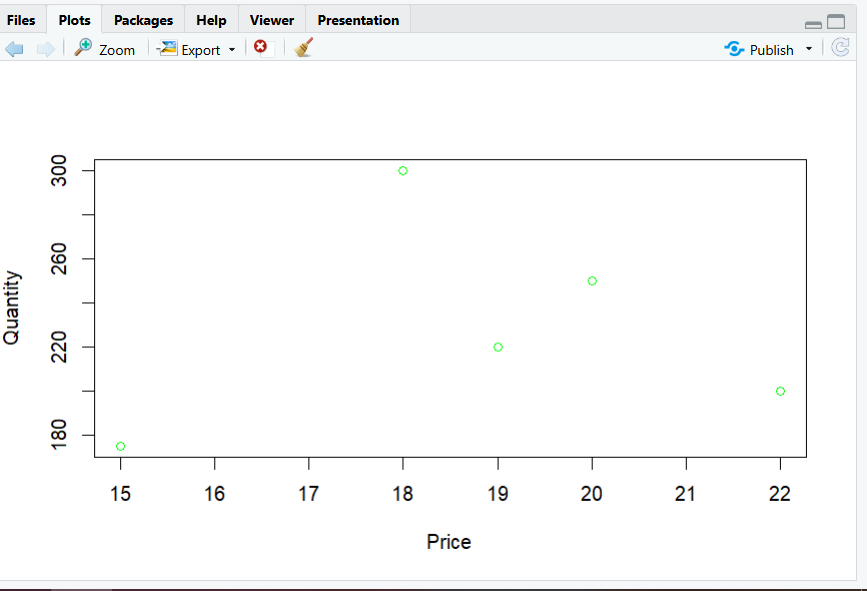 Files Plots Packages Help Viewer Presentation
Zoom Export Publish
300
260
220
180
Quantity
15 16 17 18 19 20 21 22
Price